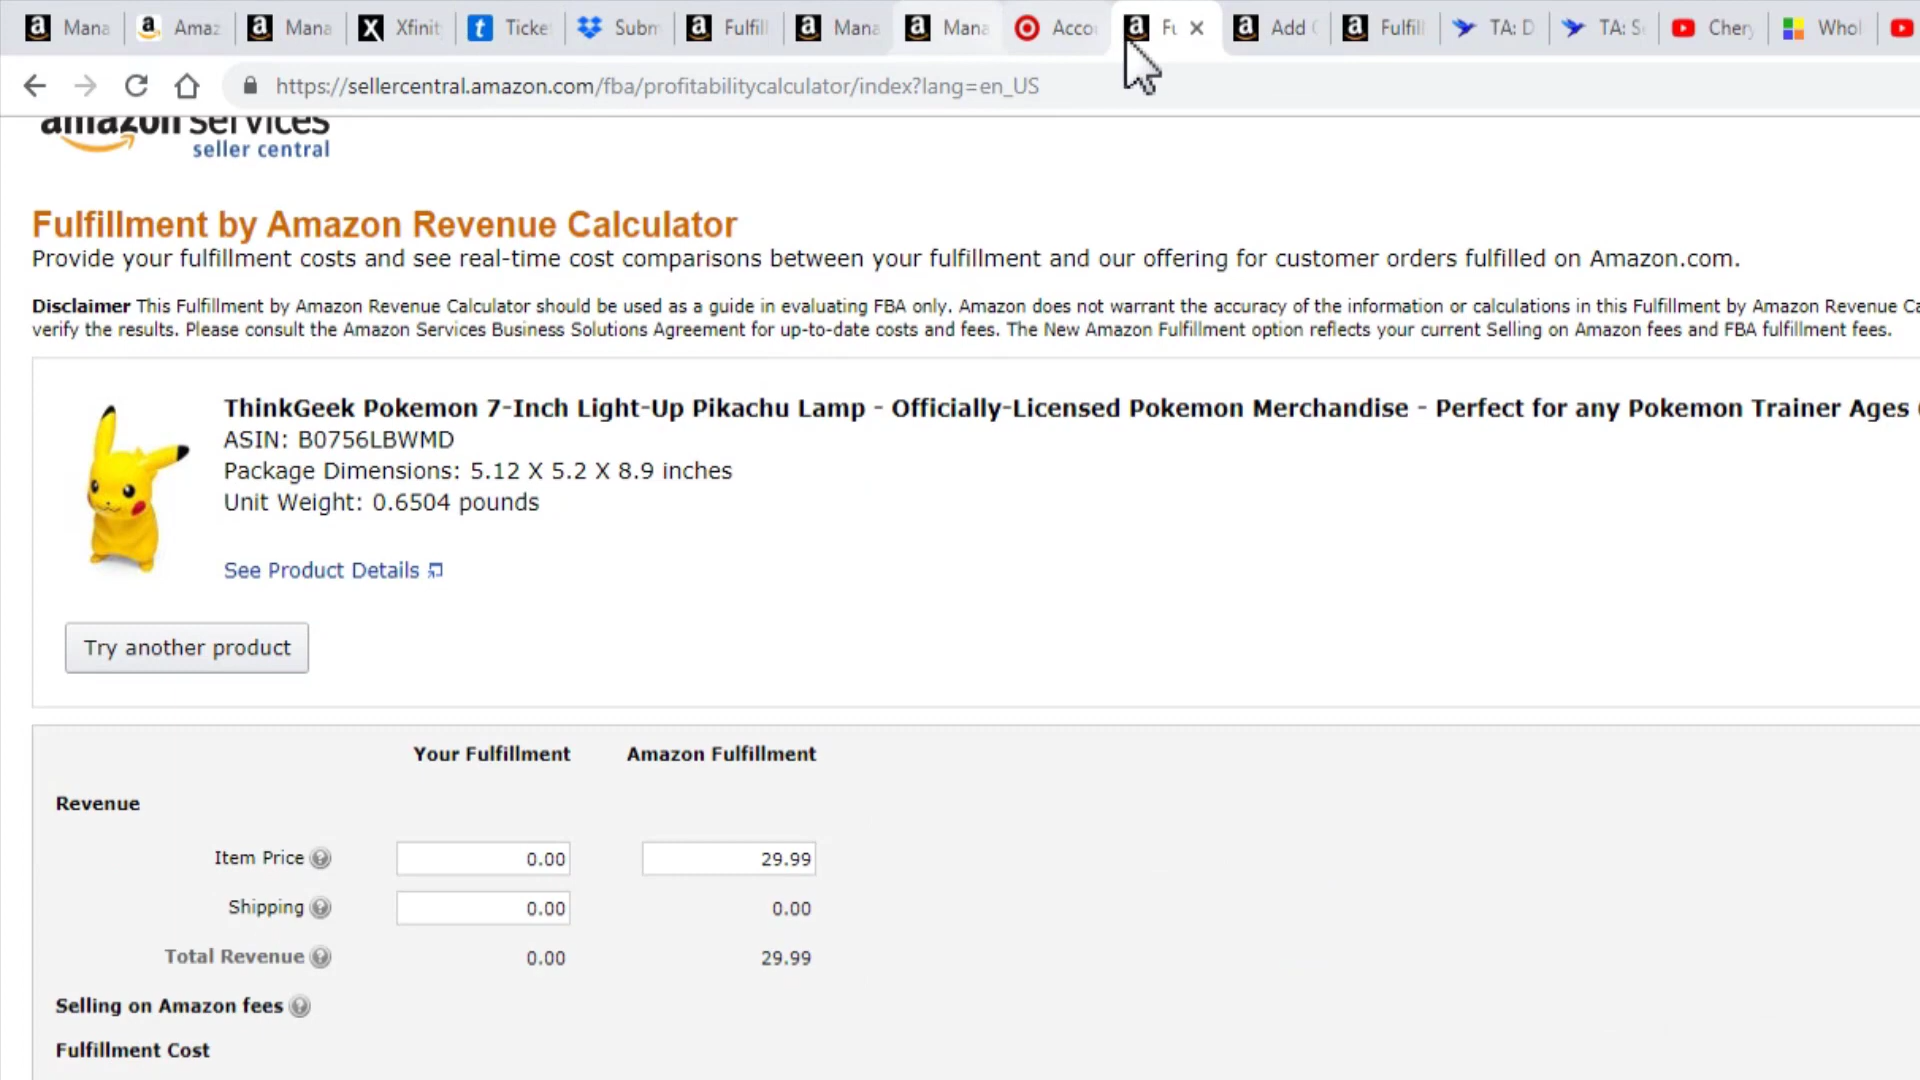 Mana
Amaz
Mana
Xfinit
Ticke
Subm
Fulfill
Mana
Mana
Acco
Fu
Add
Fulfill
TA: D
TA: S
Cher
Whol
https://sellercentral.amazon.com/fba/profitabilitycalculator/index?lang=en_US
amazon services
seller central
Fulfillment by Amazon Revenue Calculator
Provide your fulfillment costs and see real-time cost comparisons between your fulfillment and our offering for customer orders fulfilled on Amazon.com.
Disclaimer This Fulfillment by Amazon Revenue Calculator should be used as a guide in evaluating FBA only. Amazon does not warrant the accuracy of the information or calculations in this Fulfillment by Amazon Revenue Ca
verify the results. Please consult the Amazon Services Business Solutions Agreement for up-to-date costs and fees. The New Amazon Fulfillment option reflects your current Selling on Amazon fees and FBA fulfillment fees.
ThinkGeek Pokemon 7-Inch Light-Up Pikachu Lamp - Officially-Licensed Pokemon Merchandise - Perfect for any Pokemon Trainer Ages
ASIN: B0756LBWMD
Package Dimensions: 5.12 X 5.2 X 8.9 inches
Unit Weight: 0.6504 pounds
See Product Details
Try another product
Your Fulfillment Amazon Fulfillment
Revenue
Item Price 0.00 29.99
Shipping 0.00 0.00
Total Revenue 0.00 29.99
Selling on Amazon fees
Fulfillment Cost